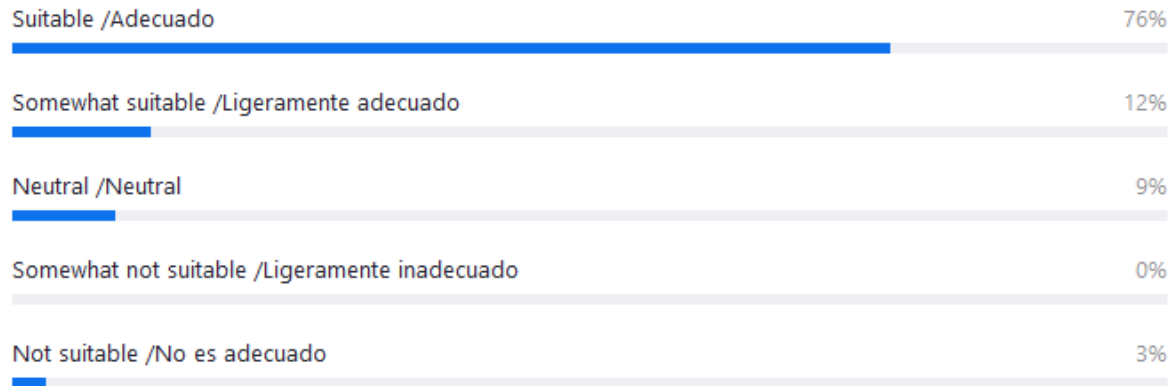 Suitable /Adecuado 76%
Somewhat suitable /Ligeramente adecuado 12%
Neutral /Neutral 9%
Somewhat not suitable /Ligeramente inadecuado 0%
Not suitable /No es adecuado 3%